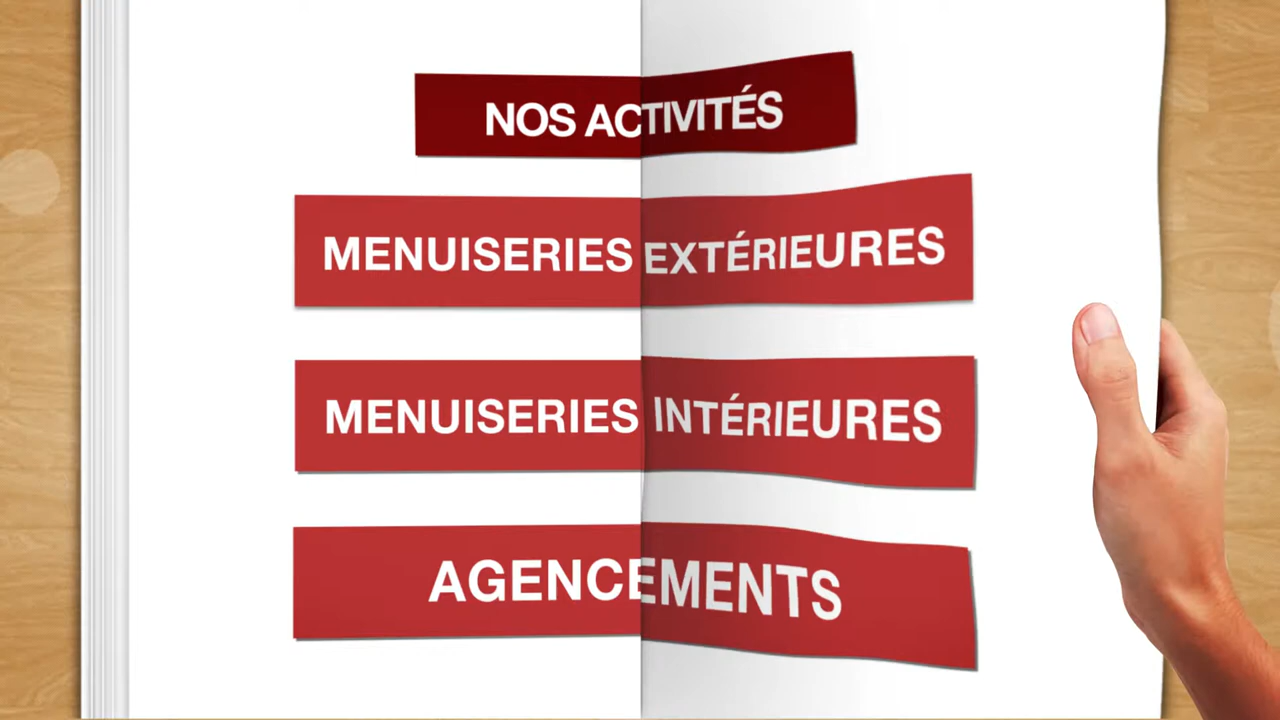 NOS ACTIVITÉS
MENUISERIES EXTÉRIEURES
MENUISERIES INTÉRIEURES
AGENCEMENTS